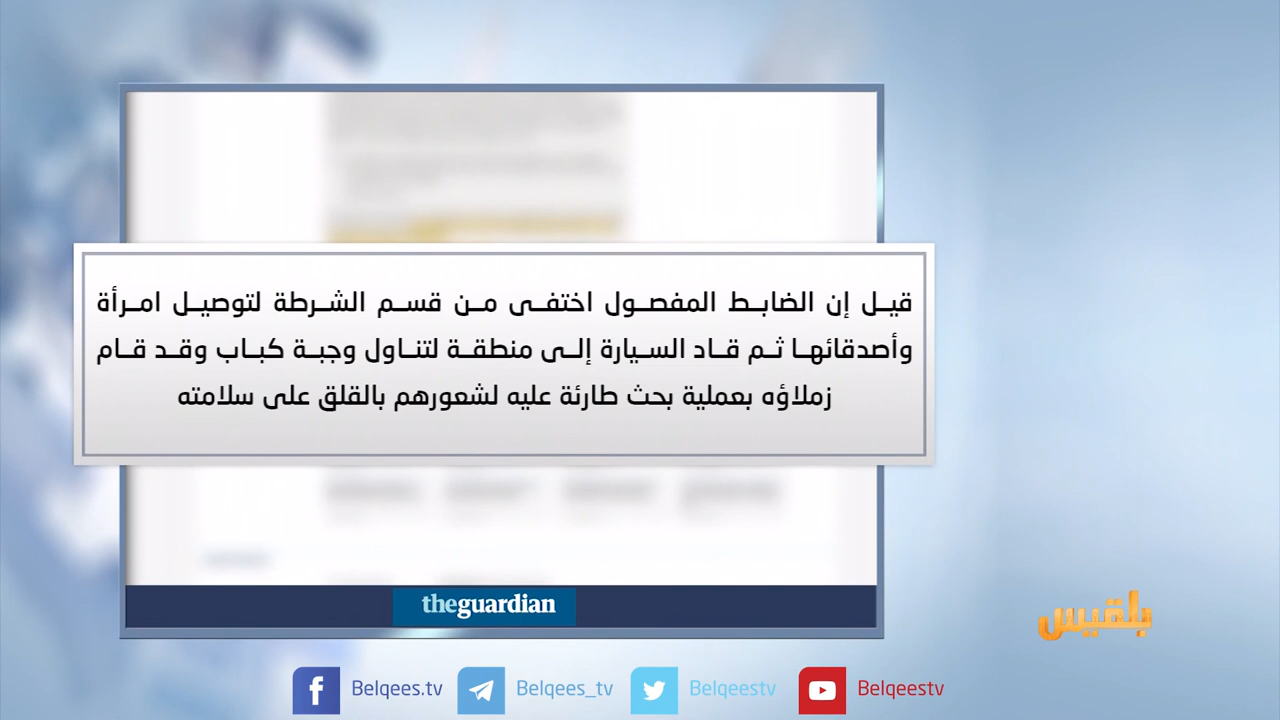 قيل إن الضابط المفصول اختفى من قسم الشرطة لتوصيل امرأة
وأصدقائها ثم قاد السيارة إلى منطقة لتناول وجبة كباب وقد قام
زملاؤه بعملية بحث طارئة عليه لشعورهم بالقلق على سلامته
theguardian
بلقيس
Belqees.tv Belqees_tv Belqeestv Belqeestv